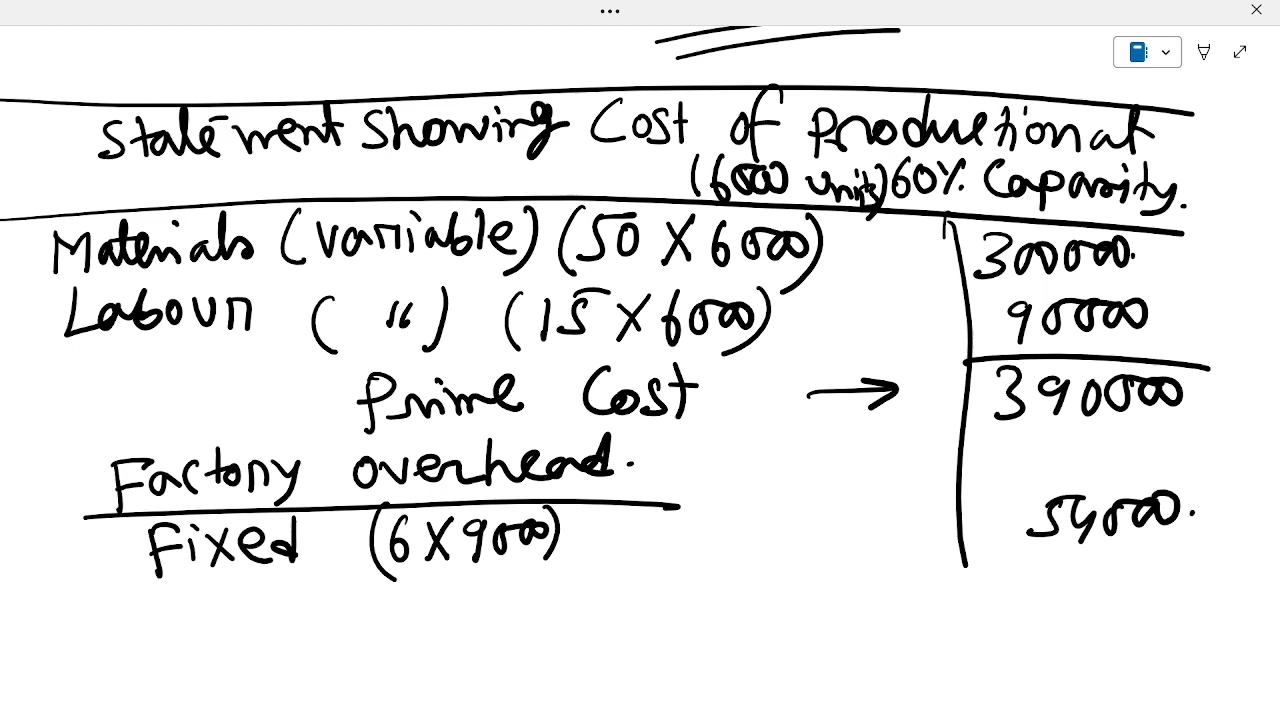 Statement Showing Cost of Production at
(6000 units) 60% Capacity.
Materials (variable) (50 X 6000) 300000.
Labour ( " ) (15 X 6000) 90000
Prime Cost → 390000
Factory overhead.
Fixed (6 X 9000) 54000.